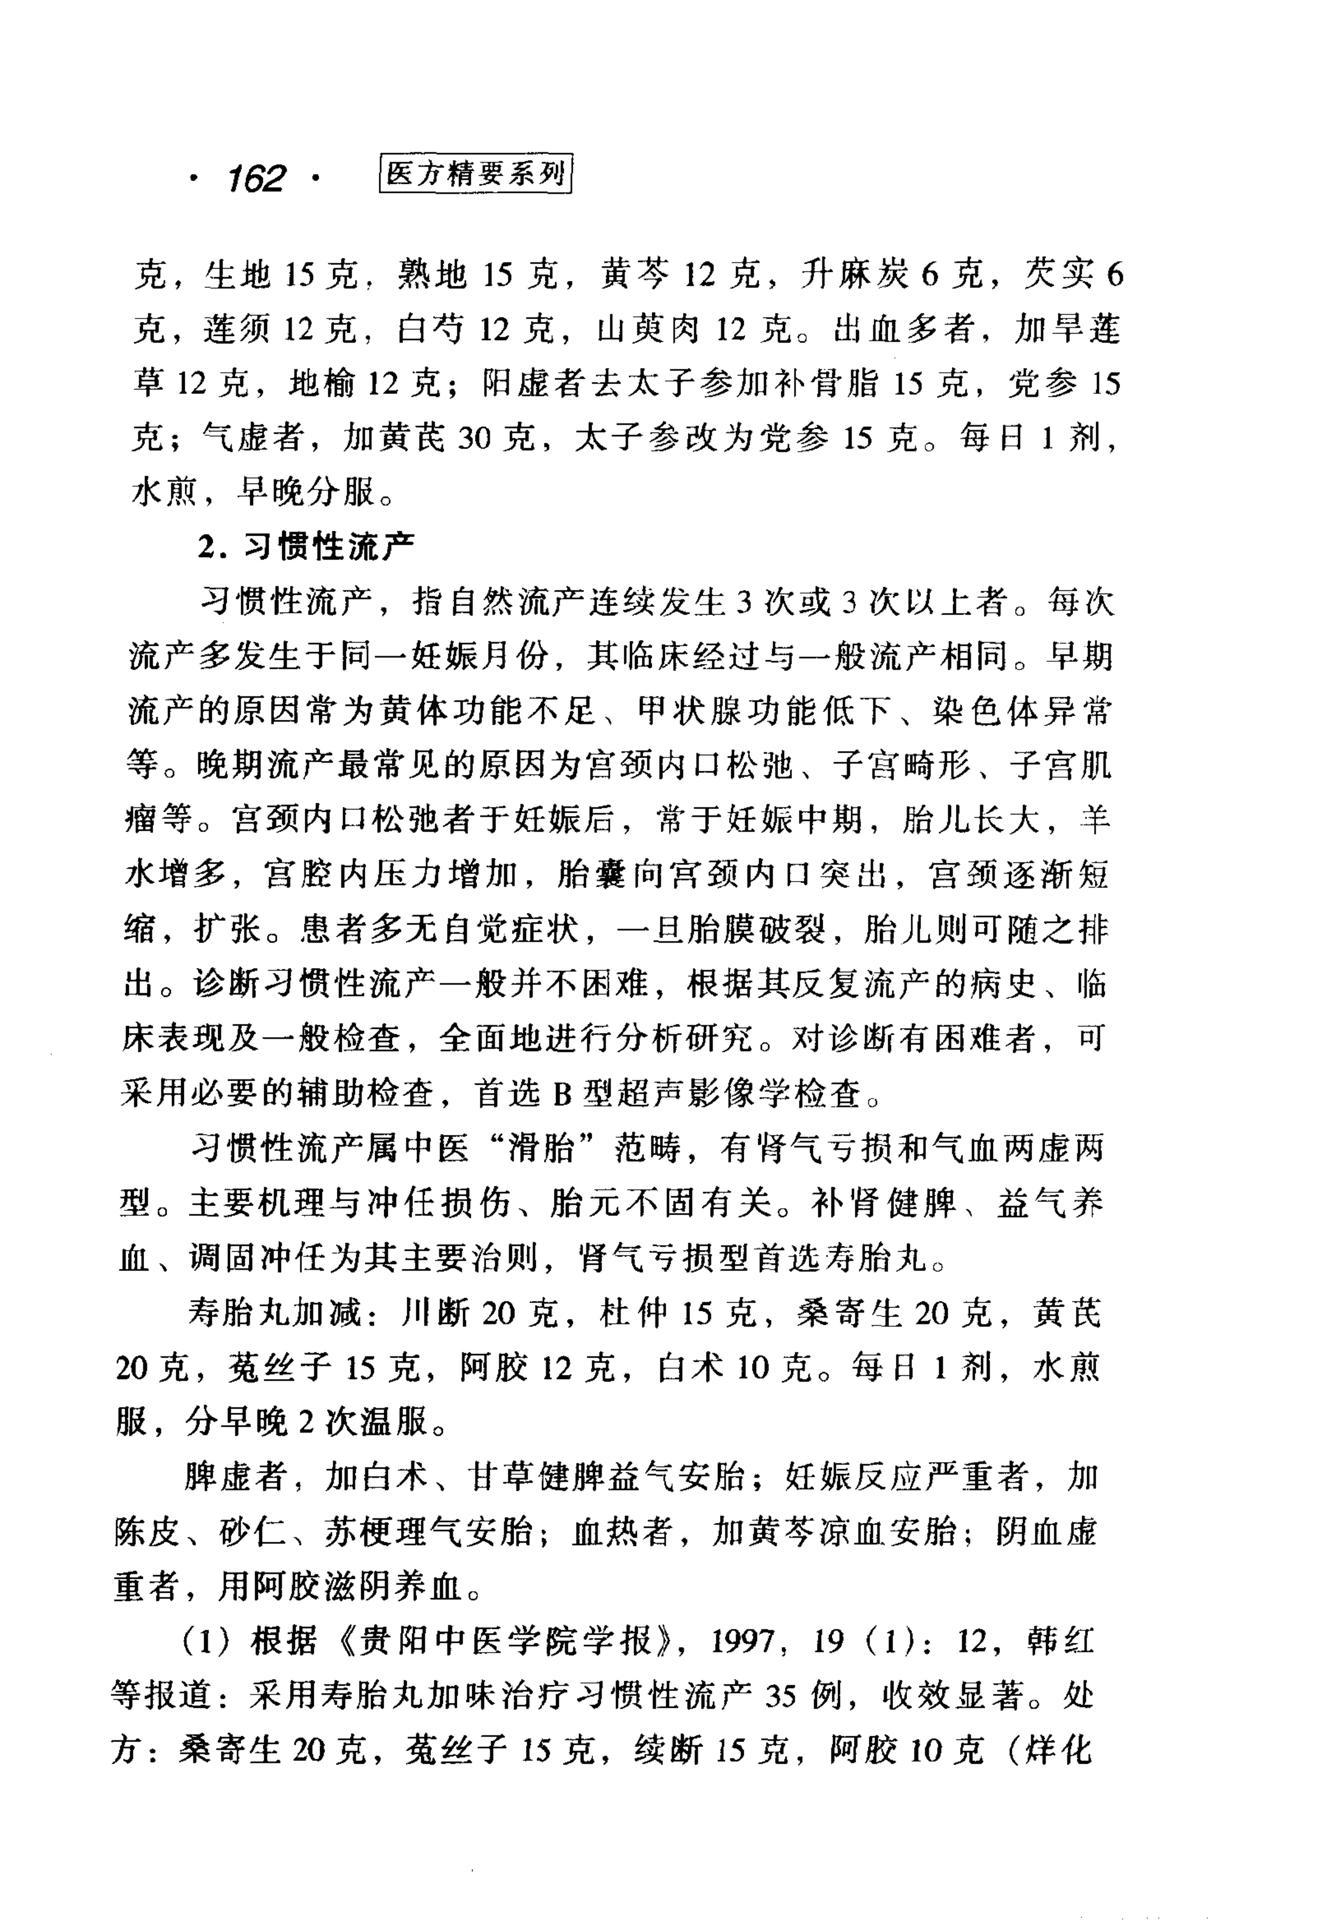 · 162 · 医方精要系列
克，生地 15 克，熟地 15 克，黄芩 12 克，升麻炭 6 克，芡实 6
克，莲须 12 克，白芍 12 克，山萸肉 12 克。出血多者，加旱莲
草 12 克，地榆 12 克；阳虚者去太子参加补骨脂 15 克，党参 15
克；气虚者，加黄芪 30 克，太子参改为党参 15 克。每日 1 剂，
水煎，早晚分服。
2. 习惯性流产
习惯性流产，指自然流产连续发生 3 次或 3 次以上者。每次
流产多发生于同一妊娠月份，其临床经过与一般流产相同。早期
流产的原因常为黄体功能不足、甲状腺功能低下、染色体异常
等。晚期流产最常见的原因为宫颈内口松弛、子宫畸形、子宫肌
瘤等。宫颈内口松弛者于妊娠后，常于妊娠中期，胎儿长大，羊
水增多，宫腔内压力增加，胎囊向宫颈内口突出，宫颈逐渐短
缩，扩张。患者多无自觉症状，一旦胎膜破裂，胎儿则可随之排
出。诊断习惯性流产一般并不困难，根据其反复流产的病史、临
床表现及一般检查，全面地进行分析研究。对诊断有困难者，可
采用必要的辅助检查，首选 B 型超声影像学检查。
习惯性流产属中医“滑胎”范畴，有肾气亏损和气血两虚两
型。主要机理与冲任损伤、胎元不固有关。补肾健脾、益气养
血、调固冲任为其主要治则，肾气亏损型首选寿胎丸。
寿胎丸加减：川断 20 克，杜仲 15 克，桑寄生 20 克，黄芪
20 克，菟丝子 15 克，阿胶 12 克，白术 10 克。每日 1 剂，水煎
服，分早晚 2 次温服。
脾虚者，加白术、甘草健脾益气安胎；妊娠反应严重者，加
陈皮、砂仁、苏梗理气安胎；血热者，加黄芩凉血安胎；阴血虚
重者，用阿胶滋阴养血。
(1) 根据《贵阳中医学院学报》，1997，19（1）：12，韩红
等报道：采用寿胎丸加味治疗习惯性流产 35 例，收效显著。处
方：桑寄生 20 克，菟丝子 15 克，续断 15 克，阿胶 10 克（烊化